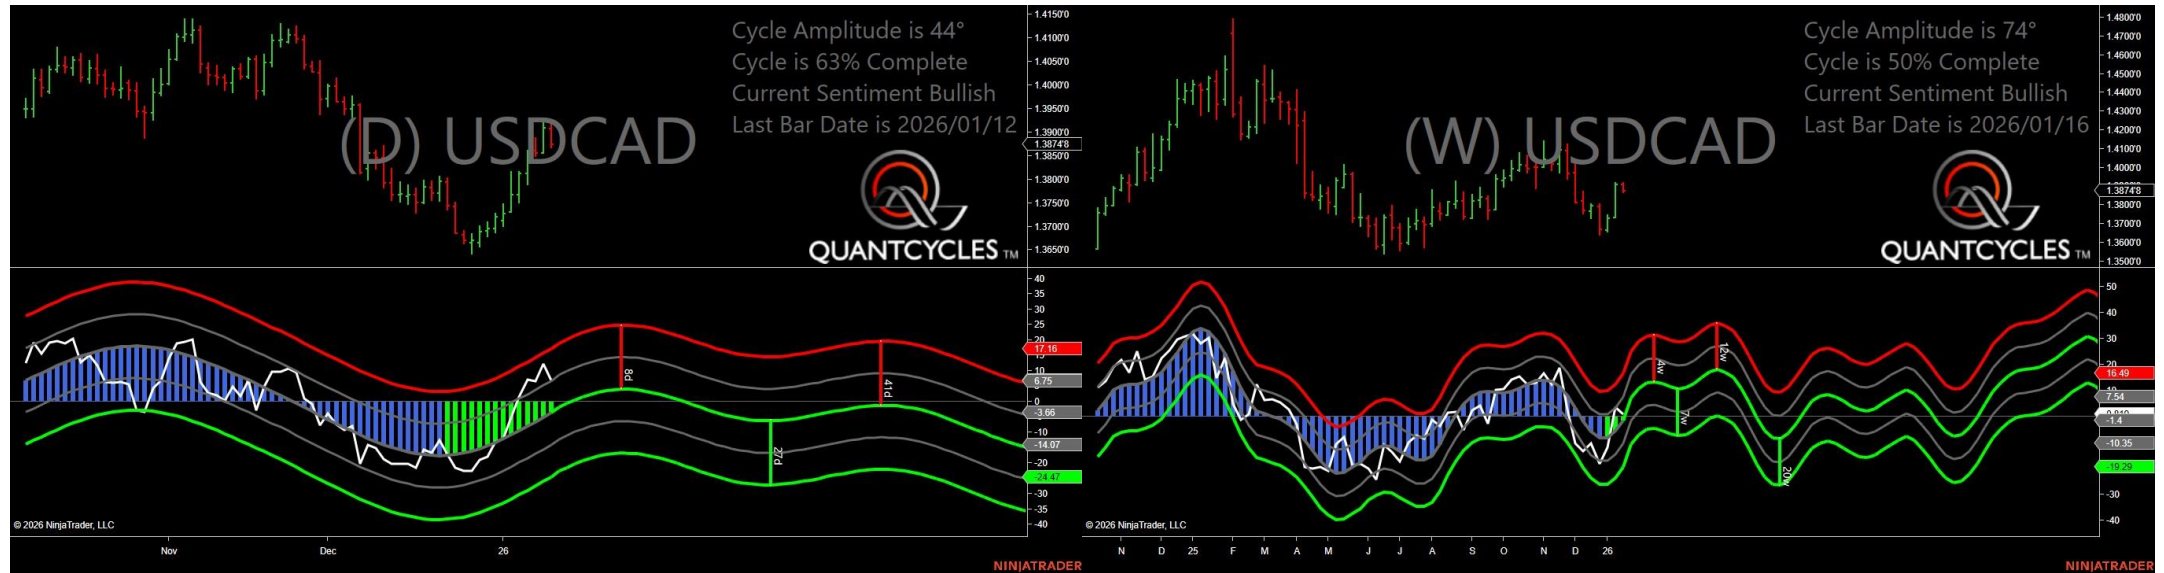 Cycle Amplitude is 44°
Cycle is 63% Complete
Current Sentiment Bullish
Last Bar Date is 2026/01/12
(D) USDCAD
QUANTCYCLES TM
1.4150'0
1.4100'0
1.4050'0
1.4000'0
1.3950'0
1.3900'0
1.3874'8
1.3850'0
1.3800'0
1.3750'0
1.3700'0
1.3650'0
40
35
30
25
20
17.16
10
6.75
0
-3.66
-10
-14.07
-20
-24.47
-30
-35
-40
8d
27d
41d
© 2026 NinjaTrader, LLC
Nov
Dec
26
NINJATRADER
Cycle Amplitude is 74°
Cycle is 50% Complete
Current Sentiment Bullish
Last Bar Date is 2026/01/16
(W) USDCAD
QUANTCYCLES TM
1.4800'0
1.4700'0
1.4600'0
1.4500'0
1.4400'0
1.4300'0
1.4200'0
1.4100'0
1.4000'0
1.3874'8
1.3800'0
1.3700'0
1.3600'0
1.3500'0
50
40
30
20
16.49
7.54
-1.4
-10.35
-19.29
-30
-40
4w
7w
12w
20w
© 2026 NinjaTrader, LLC
N
D
25
F
M
A
M
J
J
A
S
O
N
D
26
NINJATRADER